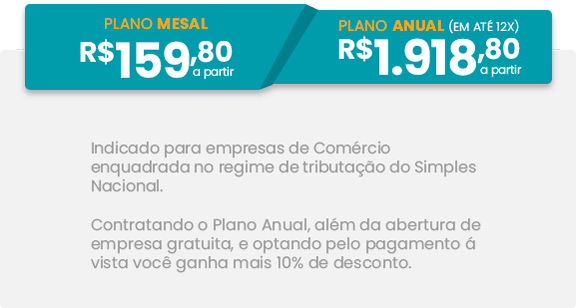 PLANO MESAL
R$159,80
a partir
PLANO ANUAL (EM ATÉ 12X)
R$1.918,80
a partir
Indicado para empresas de Comércio
enquadrada no regime de tributação do Simples
Nacional.
Contratando o Plano Anual, além da abertura de
empresa gratuita, e optando pelo pagamento á
vista você ganha mais 10% de desconto.